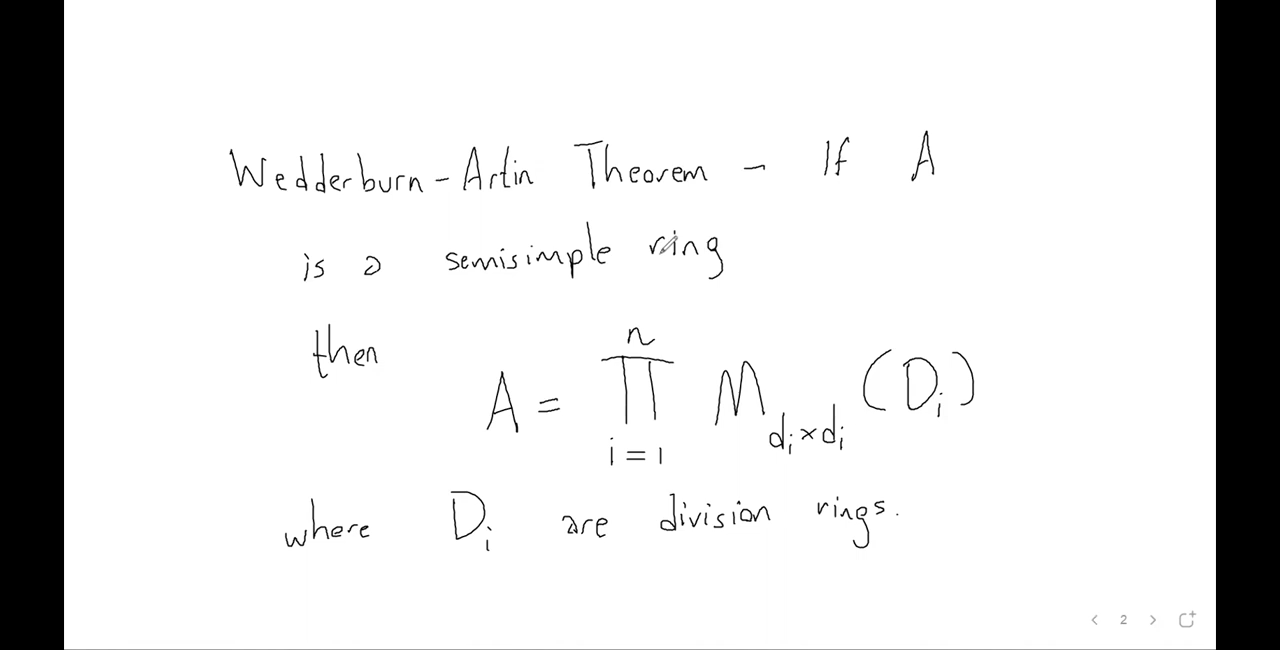 Wedderburn-Artin Theorem - If A
is a semisimple ring
then
A = ∏_{i=1}^{n} M_{d_i×d_i} (D_i)
where D_i are division rings.
2